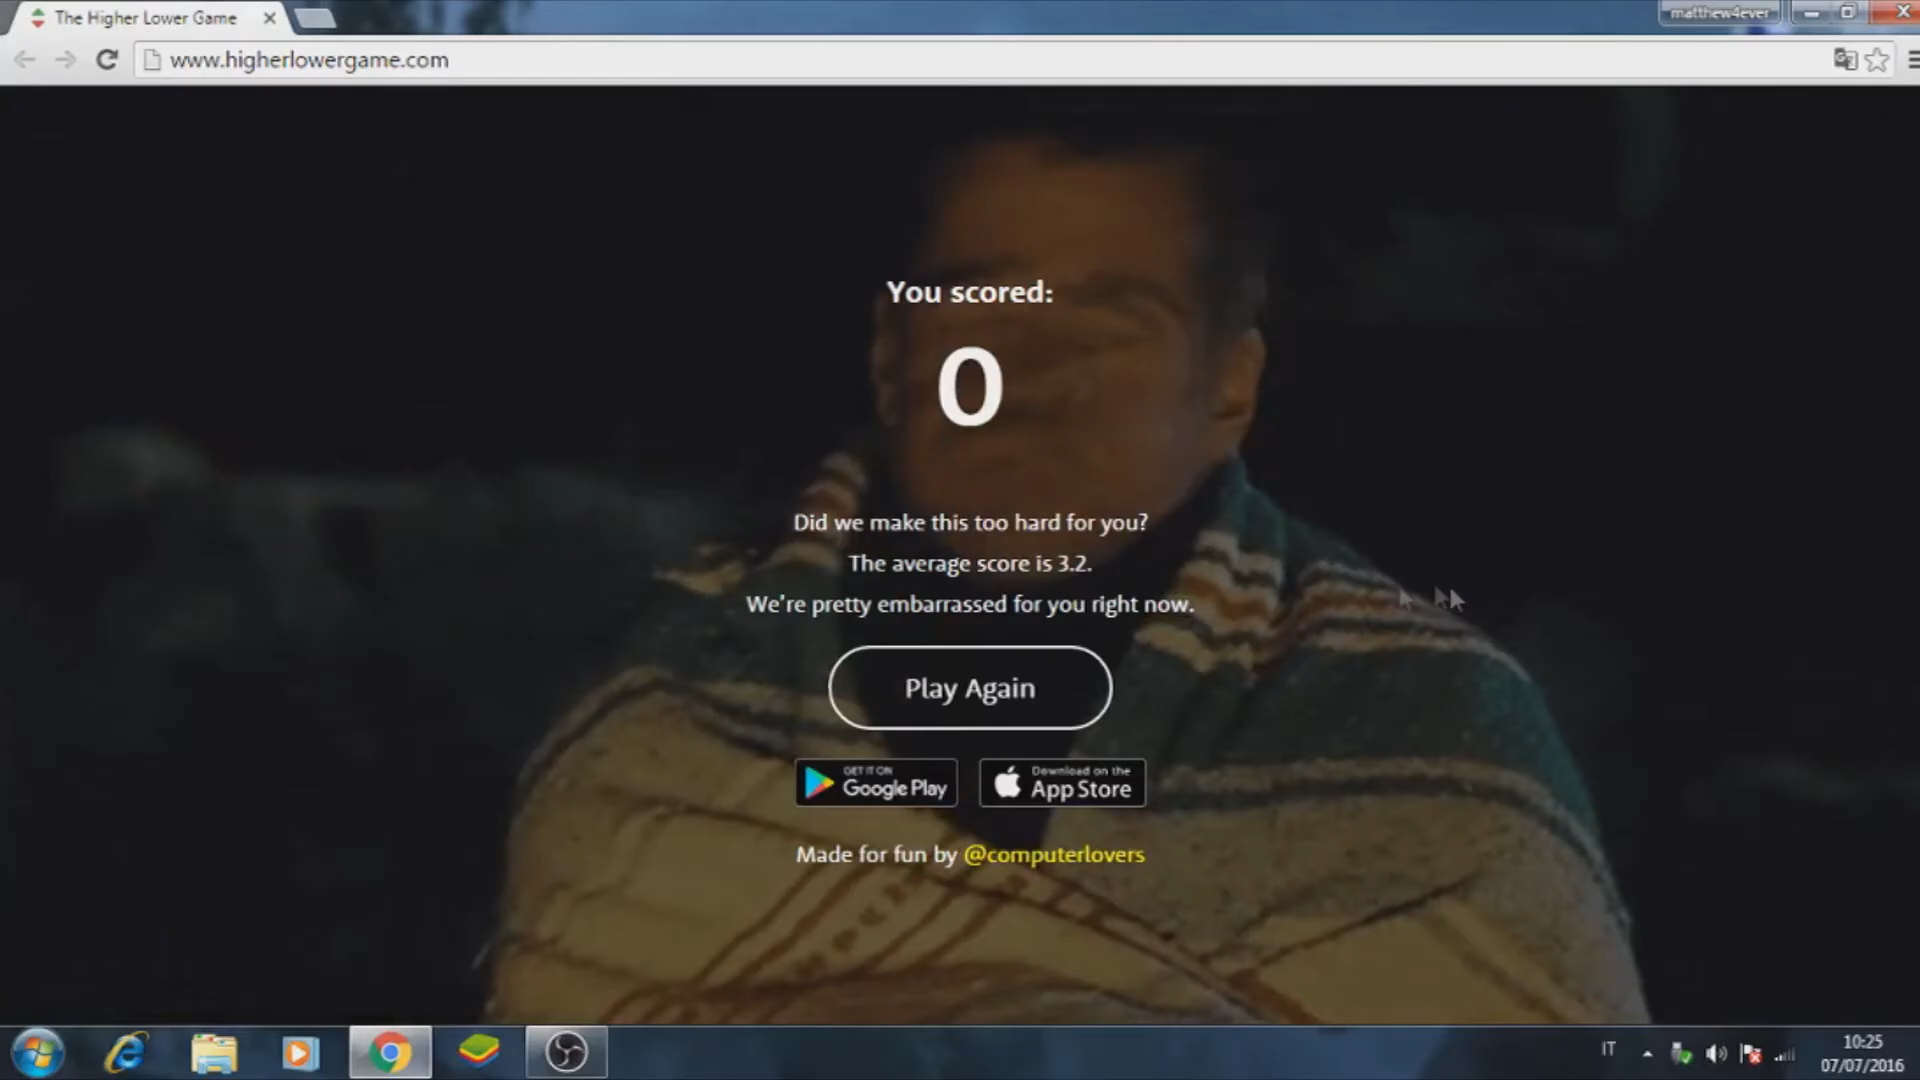 The Higher Lower Game
matthew4ever
www.higherlowergame.com
You scored:
0
Did we make this too hard for you?
The average score is 3.2.
We're pretty embarrassed for you right now.
Play Again
GET IT ON
Google Play
Download on the
App Store
Made for fun by @computerlovers
IT
10:25
07/07/2016